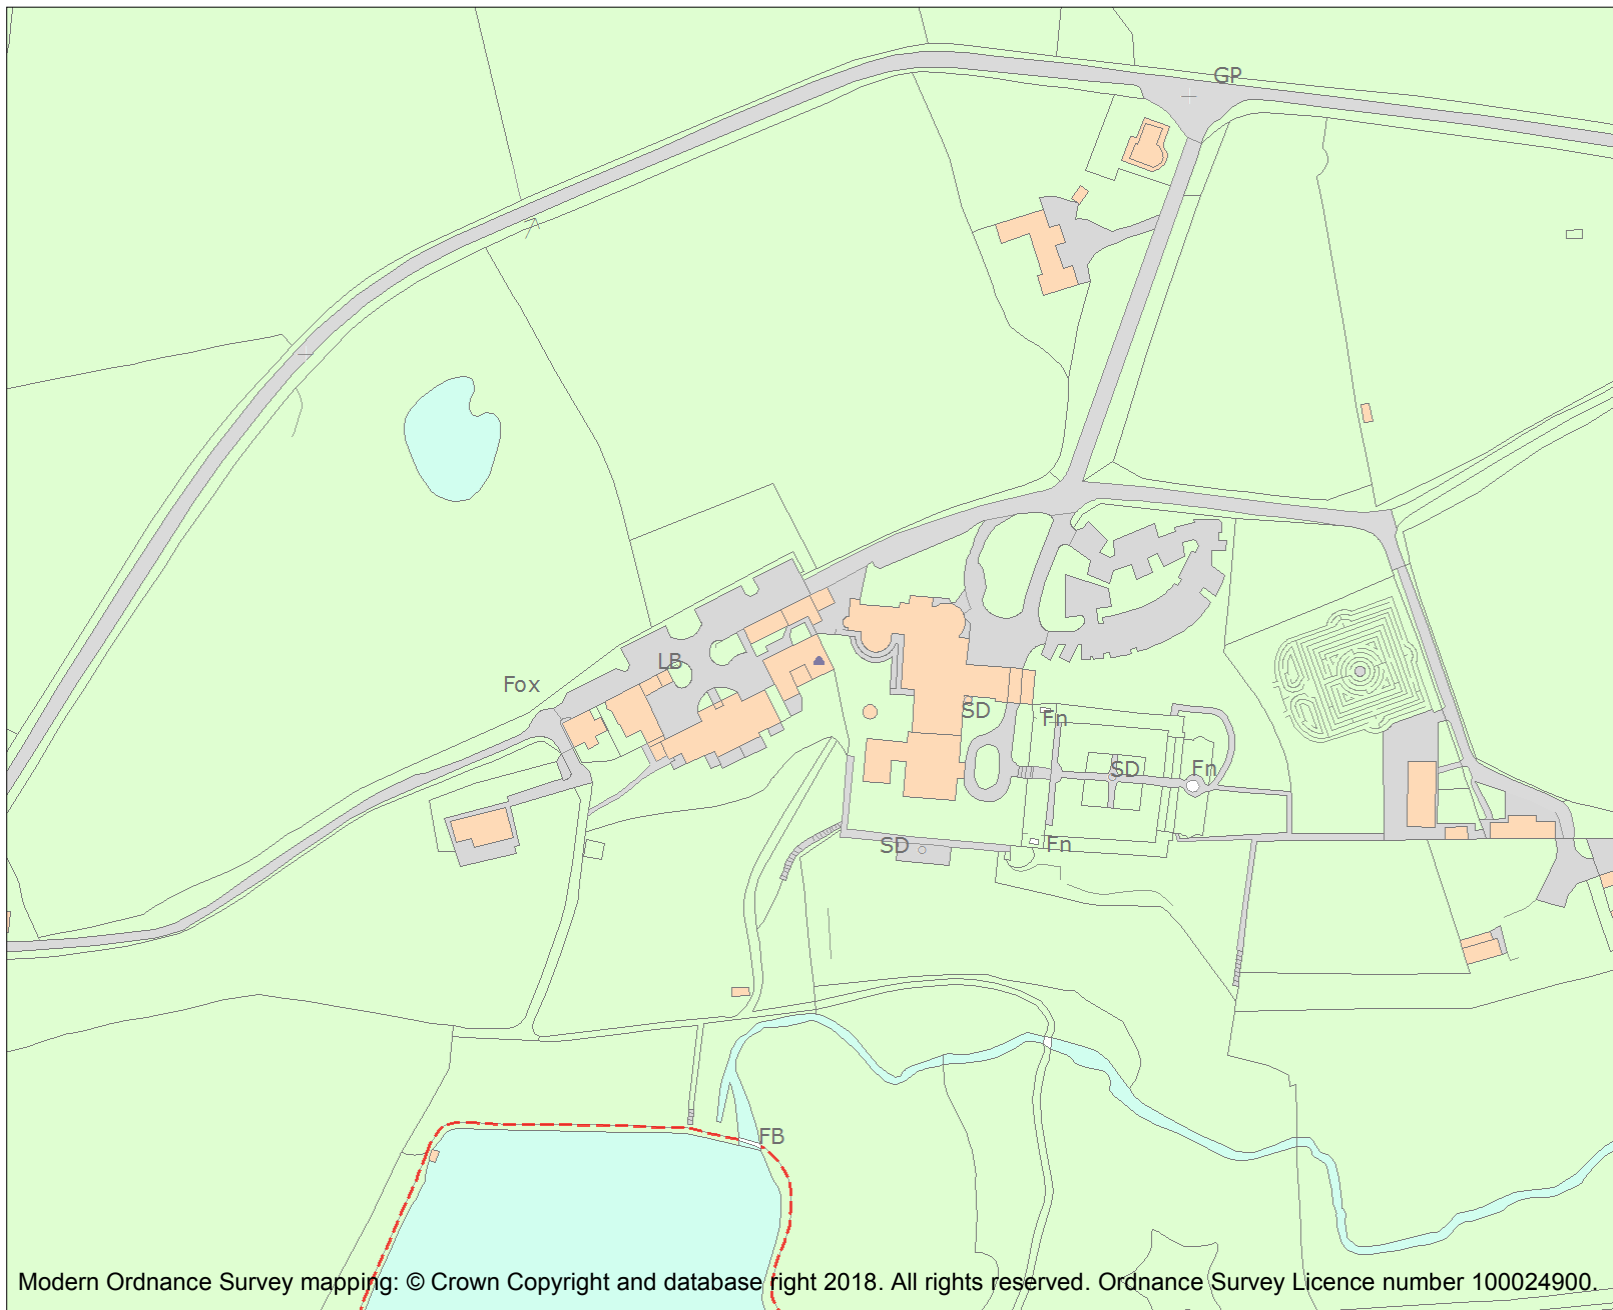 GP
LB
Fox
SD
Fn
SD
Fn
SD
Fn
FB
Modern Ordnance Survey mapping: © Crown Copyright and database right 2018. All rights reserved. Ordnance Survey Licence number 100024900.